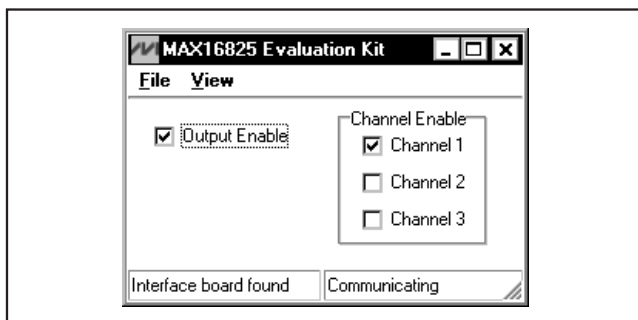 MAX16825 Evaluation Kit
File View
Output Enable
Channel Enable
Channel 1
Channel 2
Channel 3
Interface board found
Communicating